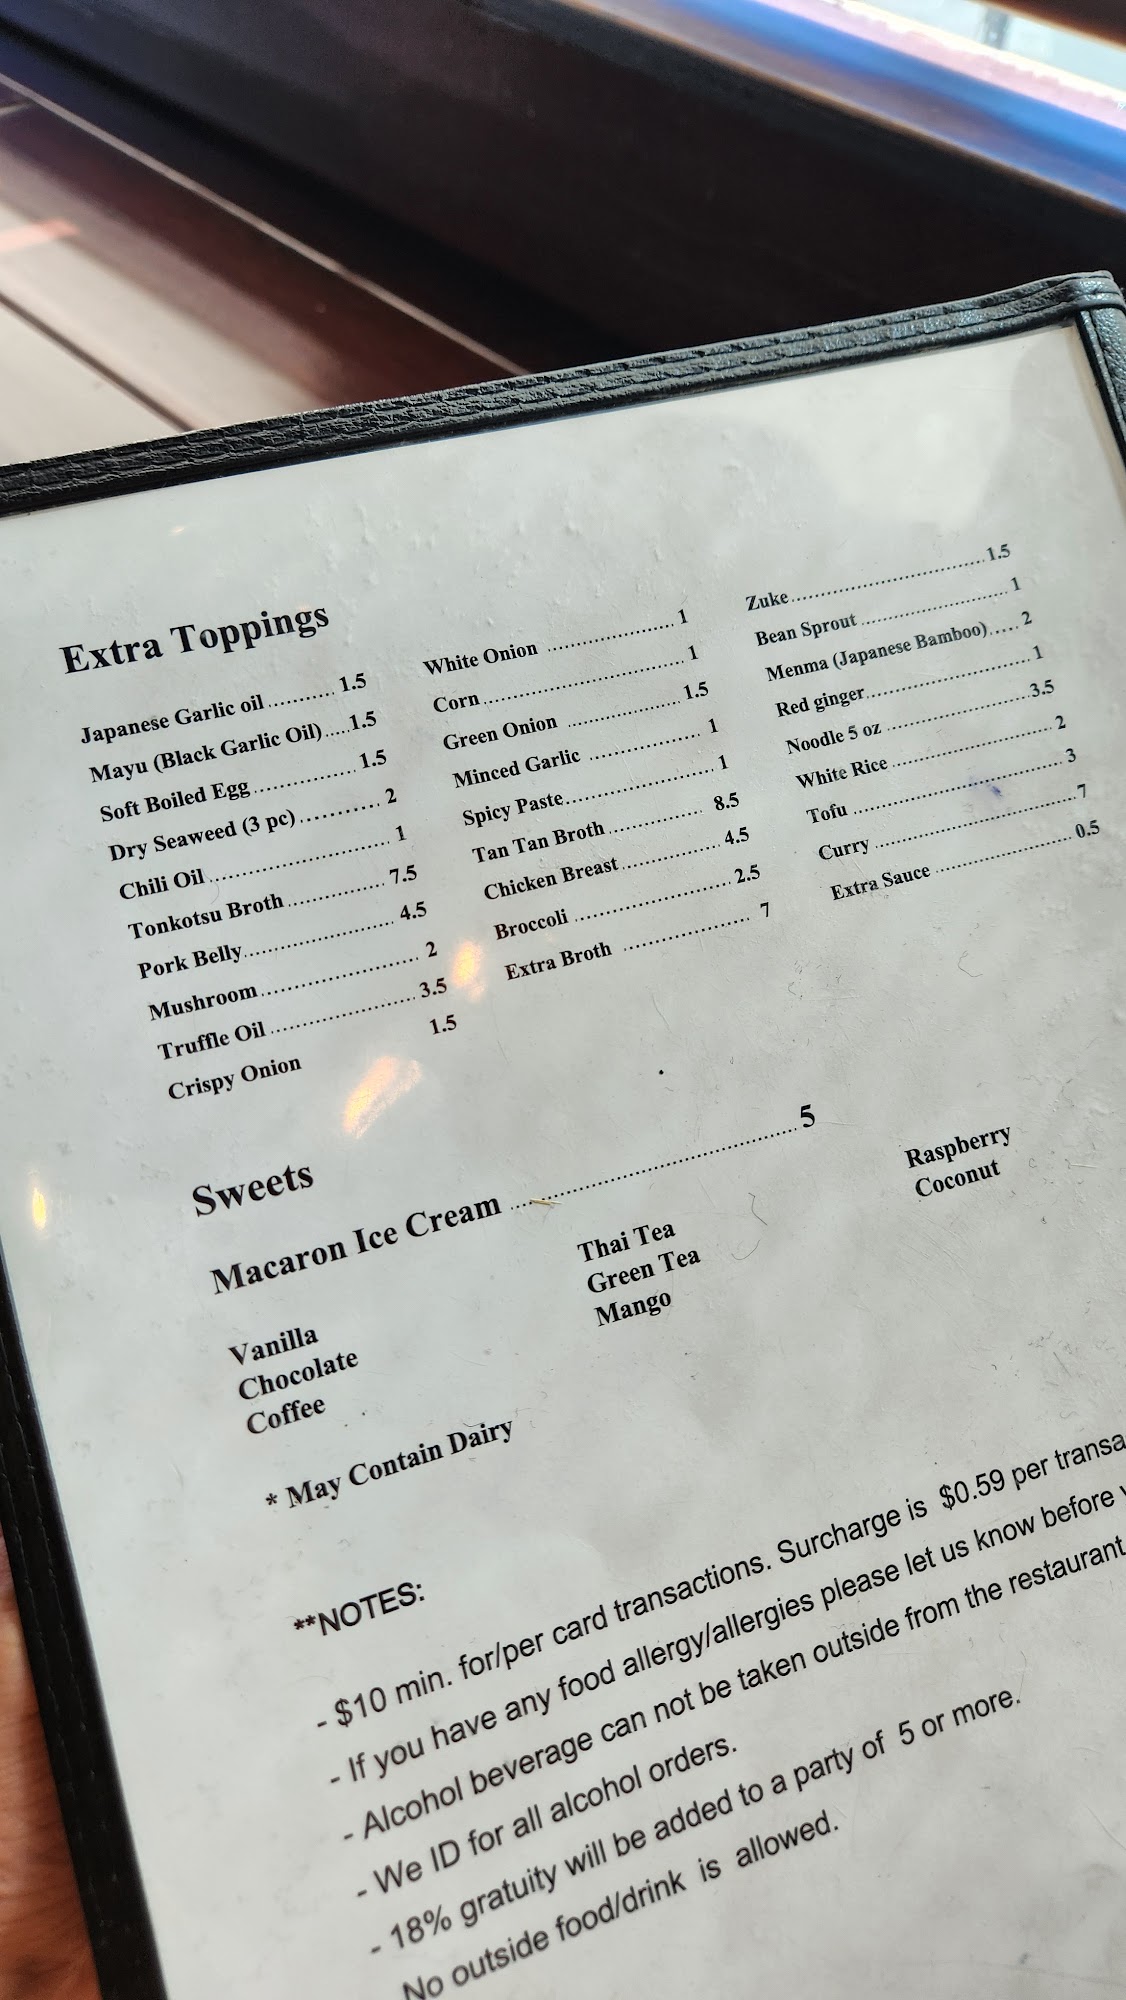 Extra Toppings
Japanese Garlic oil .......... 1.5
Mayu (Black Garlic Oil).....1.5
Soft Boiled Egg .......... 1.5
Dry Seaweed (3 pc) .......... 2
Chili Oil .......... 1
Tonkotsu Broth .......... 7.5
Pork Belly .......... 4.5
Mushroom .......... 2
Truffle Oil .......... 3.5
Crispy Onion 1.5
White Onion .......... 1
Corn .......... 1
Green Onion .......... 1.5
Minced Garlic .......... 1
Spicy Paste .......... 1
Tan Tan Broth .......... 8.5
Chicken Breast .......... 4.5
Broccoli .......... 2.5
Extra Broth .......... 7
Zuke .......... 1.5
Bean Sprout .......... 1
Menma (Japanese Bamboo)..... 2
Red ginger .......... 1
Noodle 5 oz .......... 3.5
White Rice .......... 2
Tofu .......... 3
Curry .......... 7
Extra Sauce .......... 0.5
Sweets
Macaron Ice Cream .......... 5
Vanilla
Chocolate
Coffee
Thai Tea
Green Tea
Mango
Raspberry
Coconut
* May Contain Dairy
**NOTES:
- $10 min. for/per card transactions. Surcharge is $0.59 per transa
- If you have any food allergy/allergies please let us know before
- Alcohol beverage can not be taken outside from the restaurant
- We ID for all alcohol orders.
- 18% gratuity will be added to a party of 5 or more.
No outside food/drink is allowed.